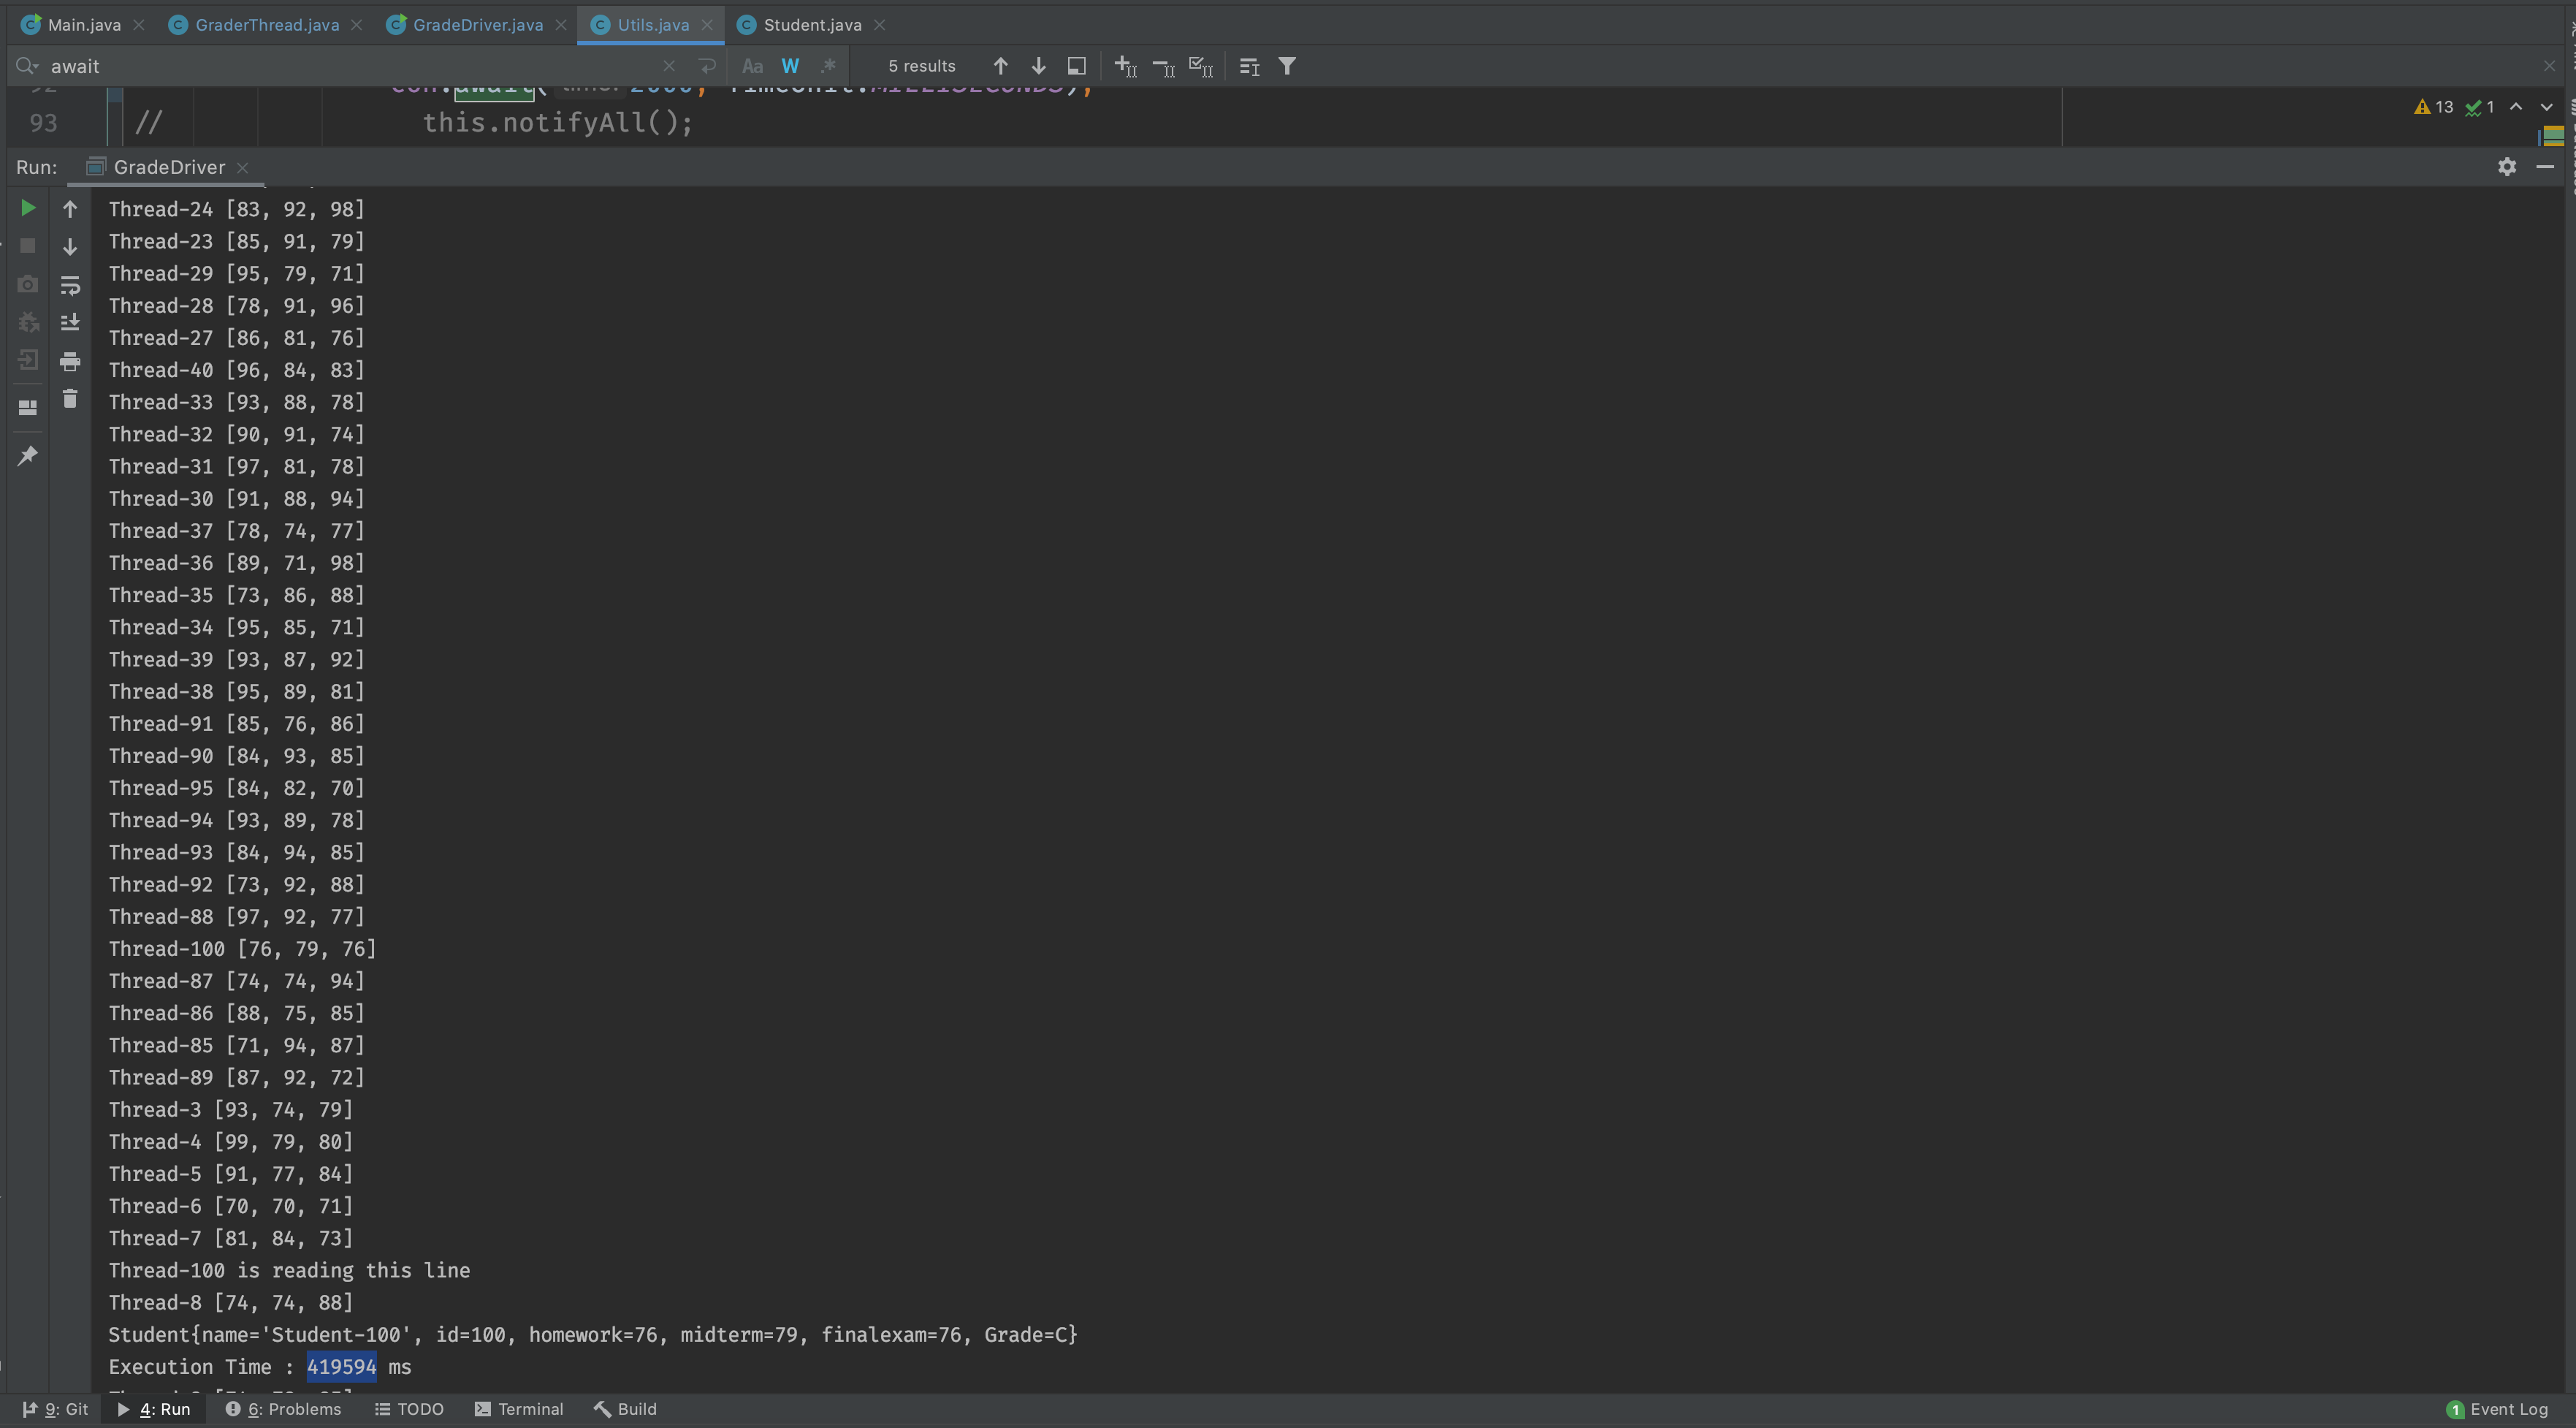 Main.java GraderThread.java GradeDriver.java Utils.java Student.java
await Aa W .* 5 results
92 con.await( 2000, TimeUnit.MILLISECONDS);
93 // this.notifyAll(); 13 1
Run: GradeDriver
Thread-24 [83, 92, 98]
Thread-23 [85, 91, 79]
Thread-29 [95, 79, 71]
Thread-28 [78, 91, 96]
Thread-27 [86, 81, 76]
Thread-40 [96, 84, 83]
Thread-33 [93, 88, 78]
Thread-32 [90, 91, 74]
Thread-31 [97, 81, 78]
Thread-30 [91, 88, 94]
Thread-37 [78, 74, 77]
Thread-36 [89, 71, 98]
Thread-35 [73, 86, 88]
Thread-34 [95, 85, 71]
Thread-39 [93, 87, 92]
Thread-38 [95, 89, 81]
Thread-91 [85, 76, 86]
Thread-90 [84, 93, 85]
Thread-95 [84, 82, 70]
Thread-94 [93, 89, 78]
Thread-93 [84, 94, 85]
Thread-92 [73, 92, 88]
Thread-88 [97, 92, 77]
Thread-100 [76, 79, 76]
Thread-87 [74, 74, 94]
Thread-86 [88, 75, 85]
Thread-85 [71, 94, 87]
Thread-89 [87, 92, 72]
Thread-3 [93, 74, 79]
Thread-4 [99, 79, 80]
Thread-5 [91, 77, 84]
Thread-6 [70, 70, 71]
Thread-7 [81, 84, 73]
Thread-100 is reading this line
Thread-8 [74, 74, 88]
Student{name='Student-100', id=100, homework=76, midterm=79, finalexam=76, Grade=C}
Execution Time : 419594 ms
9: Git 4: Run 6: Problems TODO Terminal Build 1 Event Log